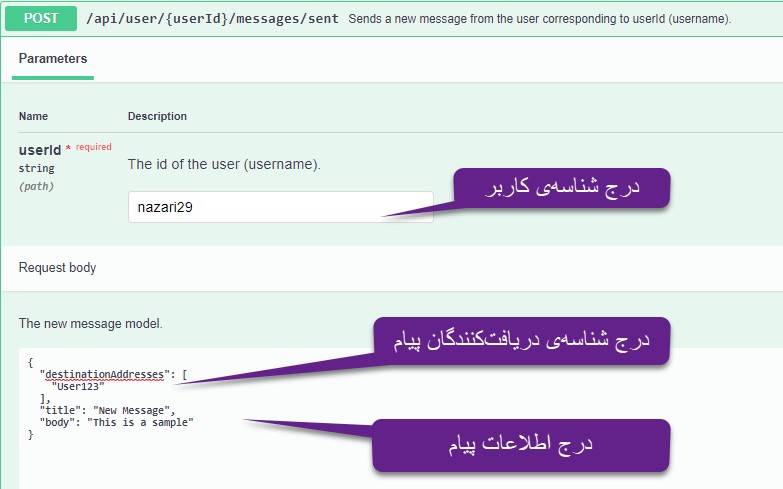 POST /api/user/{userId}/messages/sent Sends a new message from the user corresponding to userId (username).
Parameters
Name Description
userId * required
string
(path)
The id of the user (username).
درج شناسه‌ی کاربر
nazari29
Request body
The new message model.
درج شناسه‌ی دریافت‌کنندگان پیام
{
"destinationAddresses": [
"User123"
],
"title": "New Message",
"body": "This is a sample"
}
درج اطلاعات پیام